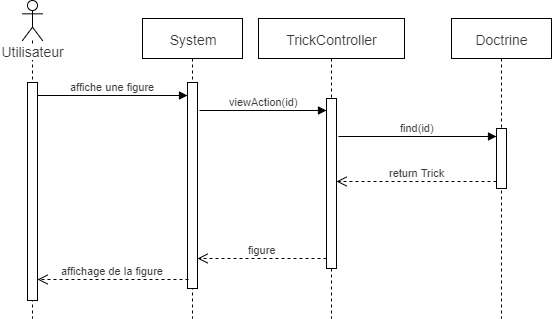 Utilisateur
System
TrickController
Doctrine
affiche une figure
viewAction(id)
find(id)
return Trick
figure
affichage de la figure